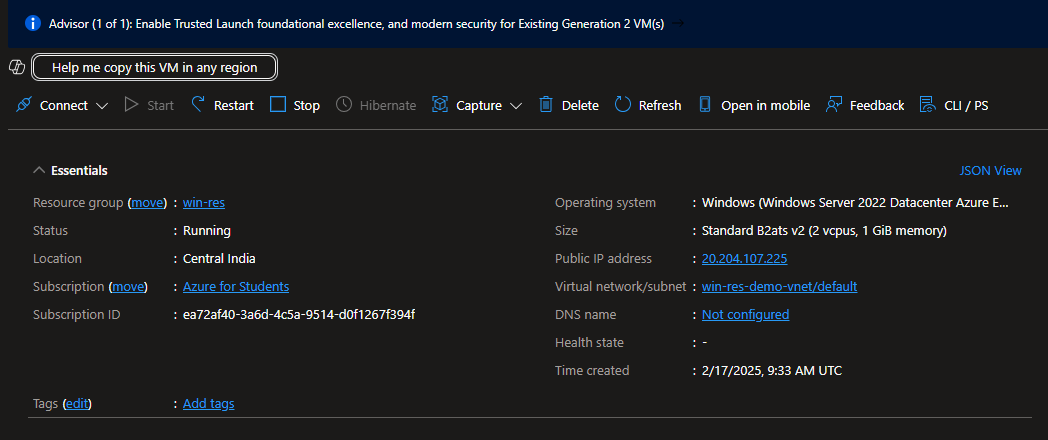 Advisor (1 of 1): Enable Trusted Launch foundational excellence, and modern security for Existing Generation 2 VM(s) →
Help me copy this VM in any region
Connect Start Restart Stop Hibernate Capture Delete Refresh Open in mobile Feedback CLI / PS
Essentials JSON View
Resource group (move) : win-res
Status : Running
Location : Central India
Subscription (move) : Azure for Students
Subscription ID : ea72af40-3a6d-4c5a-9514-d0f1267f394f
Operating system : Windows (Windows Server 2022 Datacenter Azure E...
Size : Standard B2ats v2 (2 vcpus, 1 GiB memory)
Public IP address : 20.204.107.225
Virtual network/subnet : win-res-demo-vnet/default
DNS name : Not configured
Health state : -
Time created : 2/17/2025, 9:33 AM UTC
Tags (edit) : Add tags